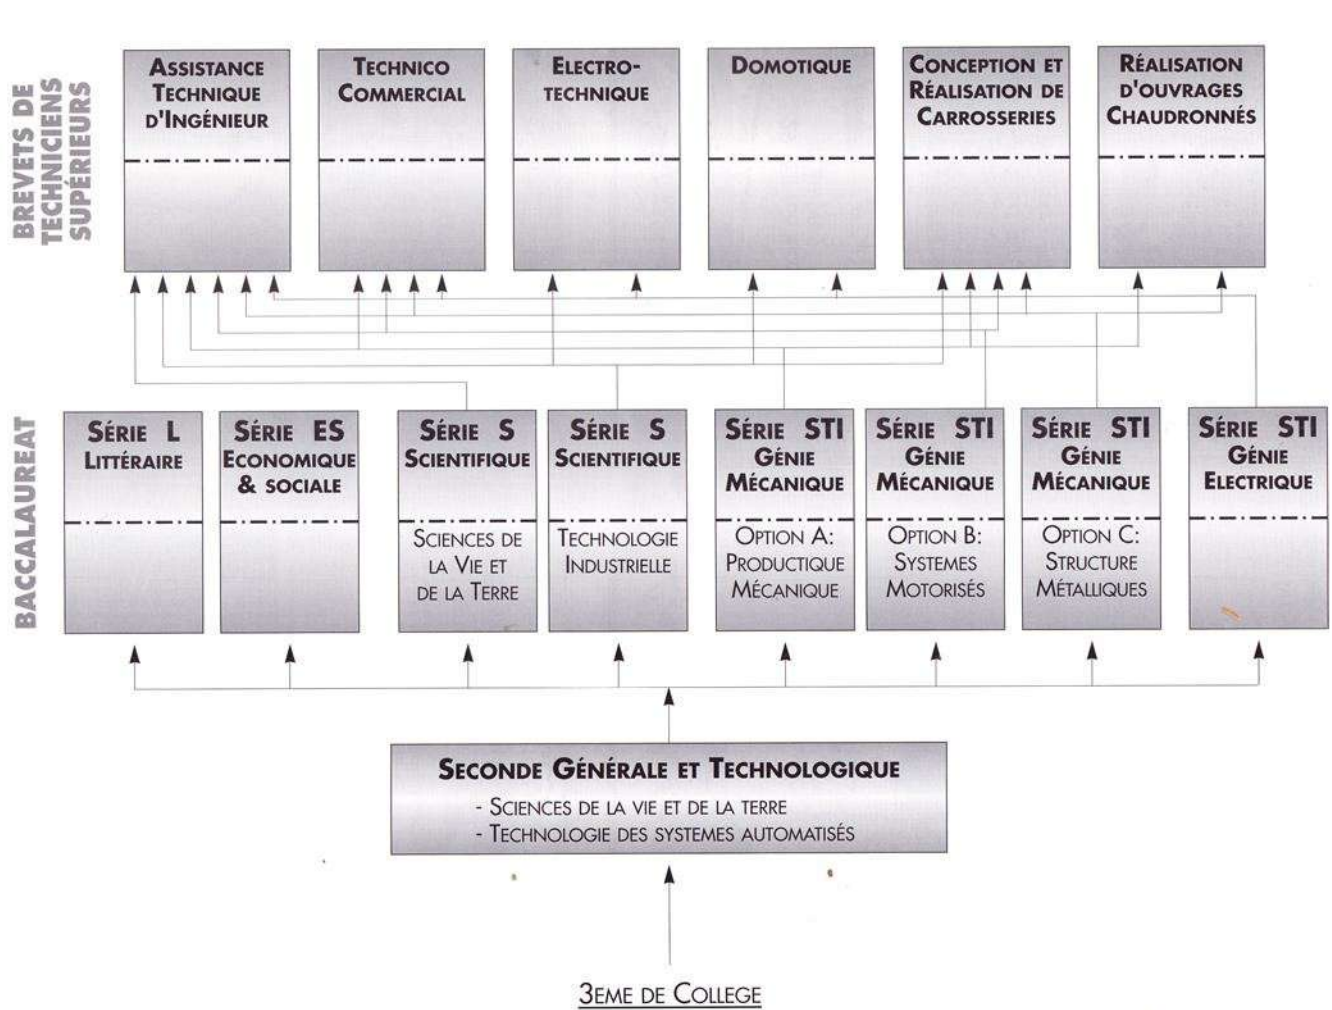 BREVETS DE
TECHNICIENS
SUPÉRIEURS
ASSISTANCE
TECHNIQUE
D'INGÉNIEUR
TECHNICO
COMMERCIAL
ELECTRO-
TECHNIQUE
DOMOTIQUE
CONCEPTION ET
RÉALISATION DE
CARROSSERIES
RÉALISATION
D'OUVRAGES
CHAUDRONNÉS
BACCALAUREAT
SÉRIE L
LITTÉRAIRE
SÉRIE ES
ECONOMIQUE
& SOCIALE
SÉRIE S
SCIENTIFIQUE
SCIENCES DE
LA VIE ET
DE LA TERRE
SÉRIE S
SCIENTIFIQUE
TECHNOLOGIE
INDUSTRIELLE
SÉRIE STI
GÉNIE
MÉCANIQUE
OPTION A:
PRODUCTIQUE
MÉCANIQUE
SÉRIE STI
GÉNIE
MÉCANIQUE
OPTION B:
SYSTEMES
MOTORISÉS
SÉRIE STI
GÉNIE
MÉCANIQUE
OPTION C:
STRUCTURE
MÉTALLIQUES
SÉRIE STI
GÉNIE
ELECTRIQUE
SECONDE GÉNÉRALE ET TECHNOLOGIQUE
- SCIENCES DE LA VIE ET DE LA TERRE
- TECHNOLOGIE DES SYSTEMES AUTOMATISÉS
3EME DE COLLEGE